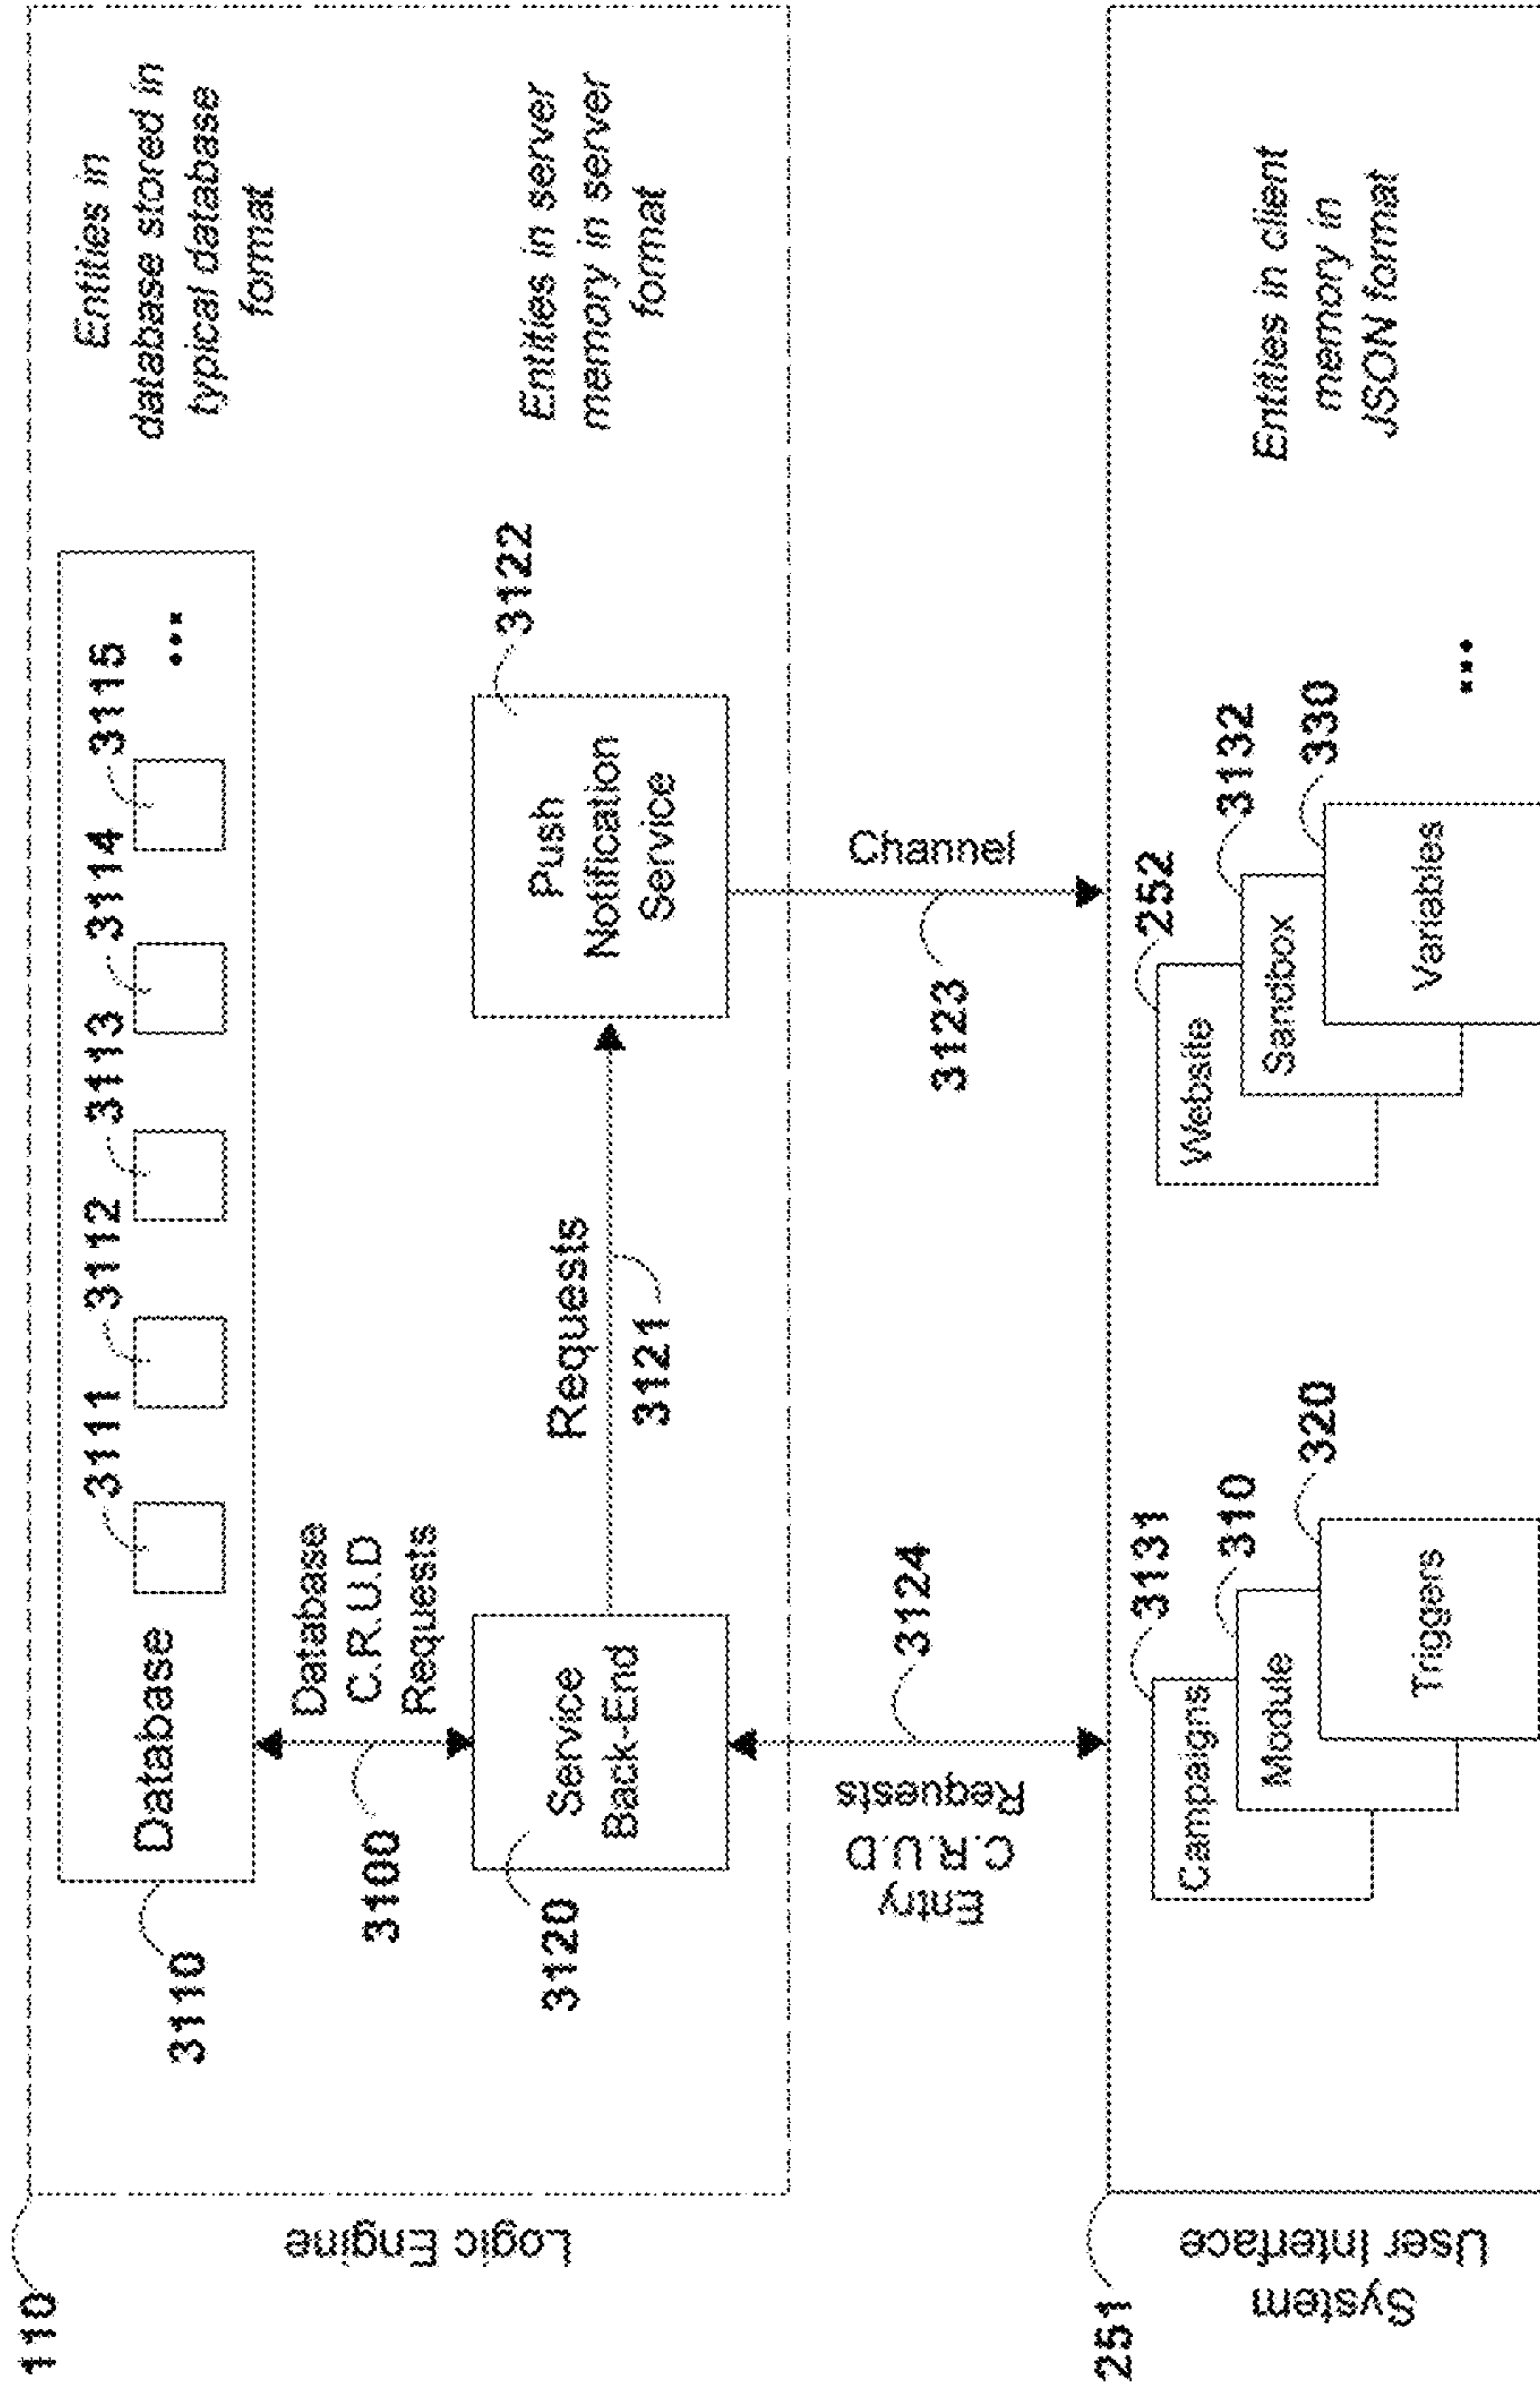 110
Logic Engine
3110
Database
3111
3112
3113
3114
3115
...
Entities in
database stored in
typical database
format
3100
Database
C.R.U.D
Requests
3120
Service
Back-End
Requests
3121
Push
Notification
Service
3122
Entities in server
memory in server
format
Entry
C.R.U.D
Requests
3124
3123
Channel
251
System
User Interface
Campaigns
3131
Module
310
Triggers
320
Website
252
Sandbox
3132
Variables
330
...
Entities in client
memory in
JSON format